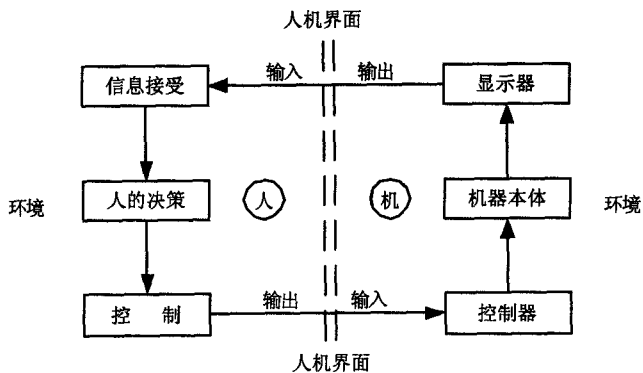 人机界面
信息接受
输入
输出
显示器
环境
人的决策
人
机
机器本体
环境
控 制
输出
输入
控制器
人机界面